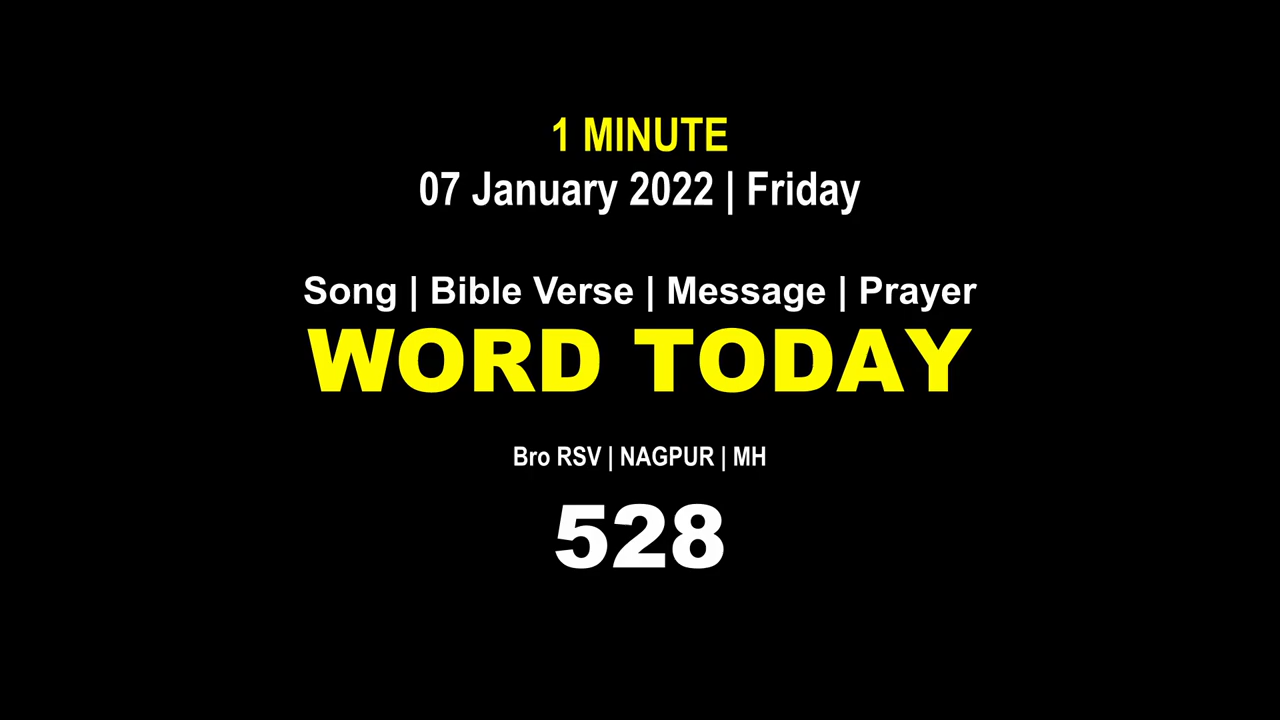 1 MINUTE
07 January 2022 | Friday
Song | Bible Verse | Message | Prayer
WORD TODAY
Bro RSV | NAGPUR | MH
528